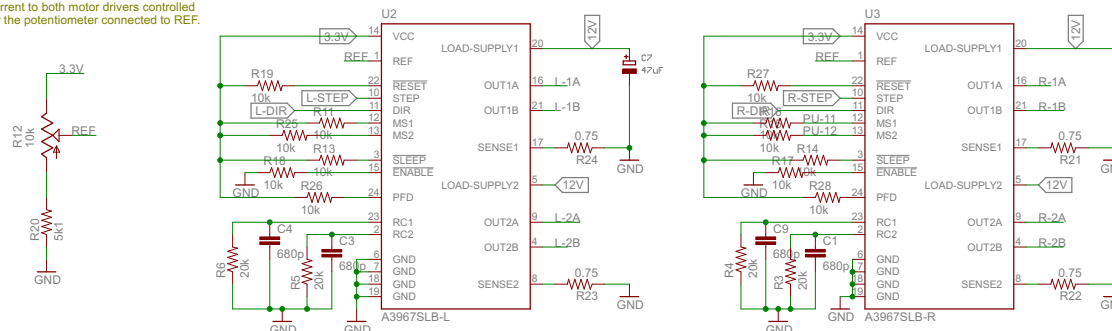 rrent to both motor drivers controlled
the potentiometer connected to REF.
3.3V
R12
10k
REF
R20
5k1
GND
U2
3.3V
14
VCC
REF
1
REF
R19
10k
22
RESET
L-STEP
10
STEP
L-DIR
11
DIR
R11
10k
12
MS1
R25
10k
13
MS2
R13
10k
3
SLEEP
R18
10k
15
ENABLE
GND
R26
10k
24
PFD
23
RC1
2
RC2
C4
680p
C3
680p
R6
20k
R5
20k
6
GND
7
GND
18
GND
19
GND
GND
GND
A3967SLB-L
LOAD-SUPPLY1
20
12V
C7
47uF
OUT1A
16
L-1A
OUT1B
21
L-1B
SENSE1
17
0.75
R24
GND
LOAD-SUPPLY2
5
12V
OUT2A
9
L-2A
OUT2B
4
L-2B
SENSE2
8
0.75
R23
GND
U3
3.3V
14
VCC
REF
1
REF
R27
10k
22
RESET
R-STEP
10
STEP
R-DIR
11
DIR
PU-11
12
MS1
10k
PU-12
13
MS2
R14
10k
3
SLEEP
R17
10k
15
ENABLE
GND
R28
10k
24
PFD
23
RC1
2
RC2
C9
680p
C1
680p
R4
20k
R3
20k
6
GND
7
GND
18
GND
19
GND
GND
GND
A3967SLB-R
LOAD-SUPPLY1
20
12V
OUT1A
16
R-1A
OUT1B
21
R-1B
SENSE1
17
0.75
R21
LOAD-SUPPLY2
5
12V
OUT2A
9
R-2A
OUT2B
4
R-2B
SENSE2
8
0.75
R22